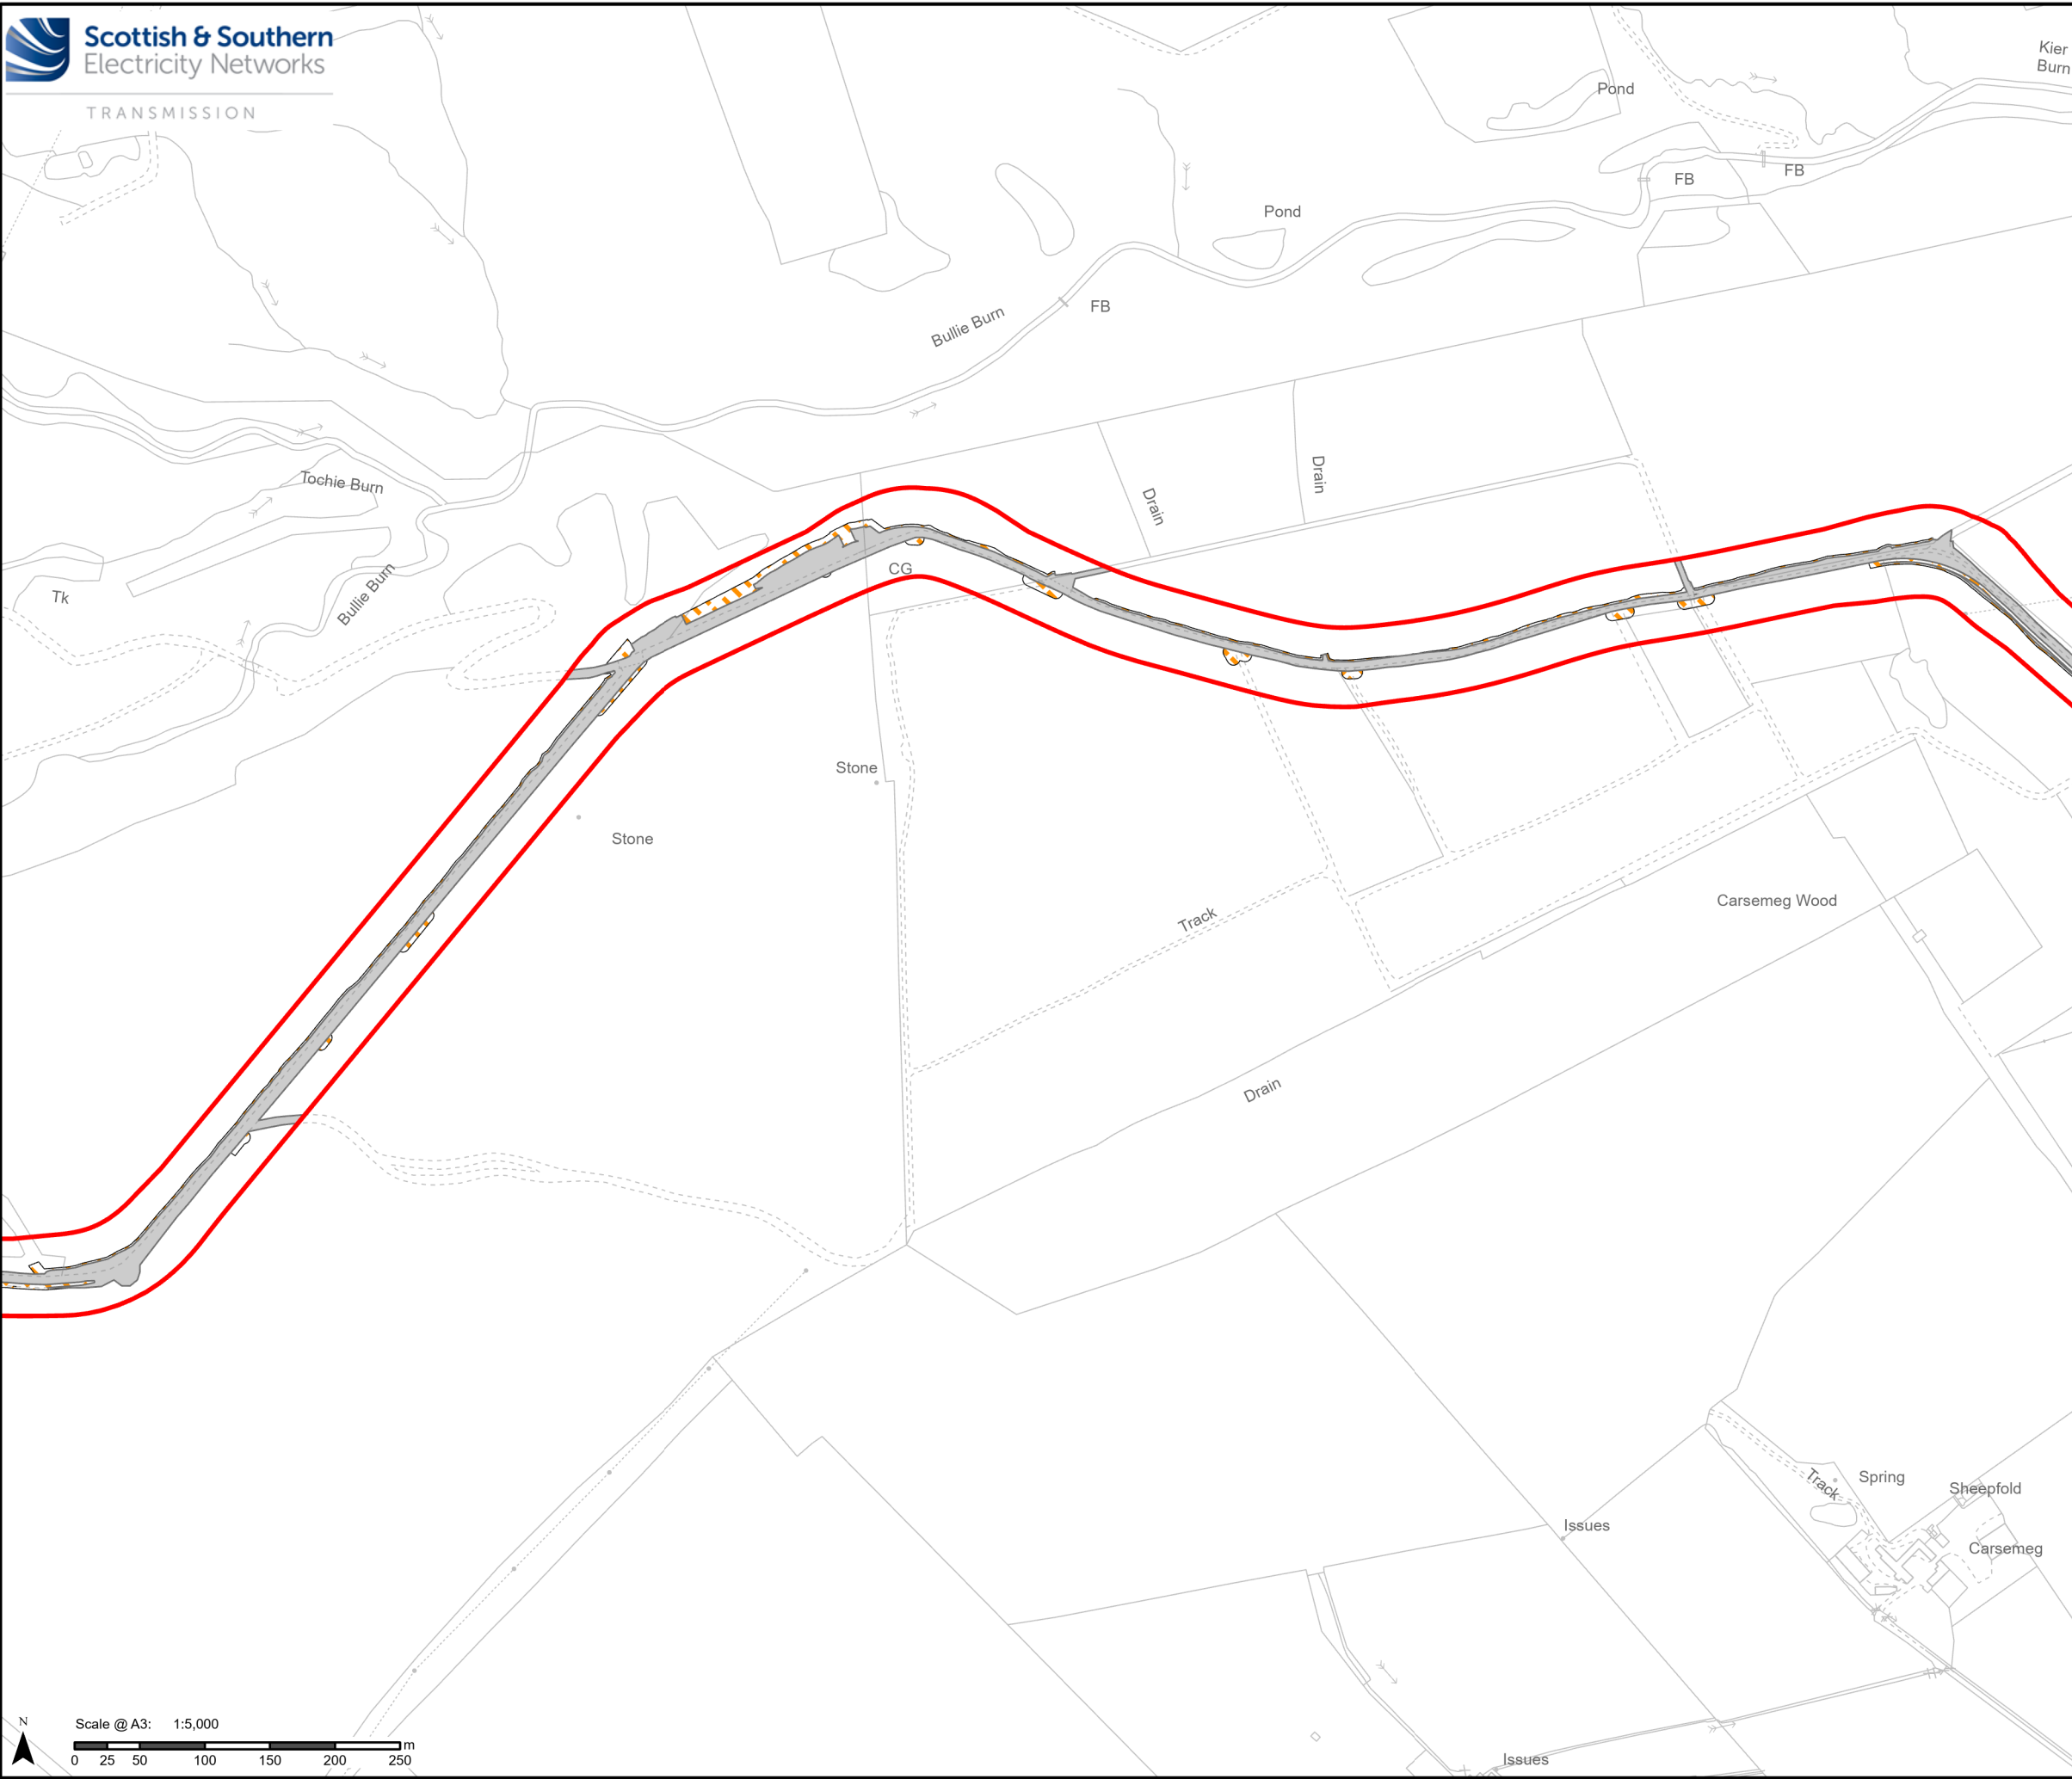 Scottish & Southern
Electricity Networks
TRANSMISSION
Kier
Burn
Pond
FB
FB
Pond
FB
Bullie Burn
Tochie Burn
Drain
Drain
CG
Bullie Burn
Tk
Stone
Stone
Carsemeg Wood
Track
Drain
Track
Spring
Sheepfold
Issues
Carsemeg
N
Scale @ A3: 1:5,000
m
0 25 50 100 150 200 250
Issues